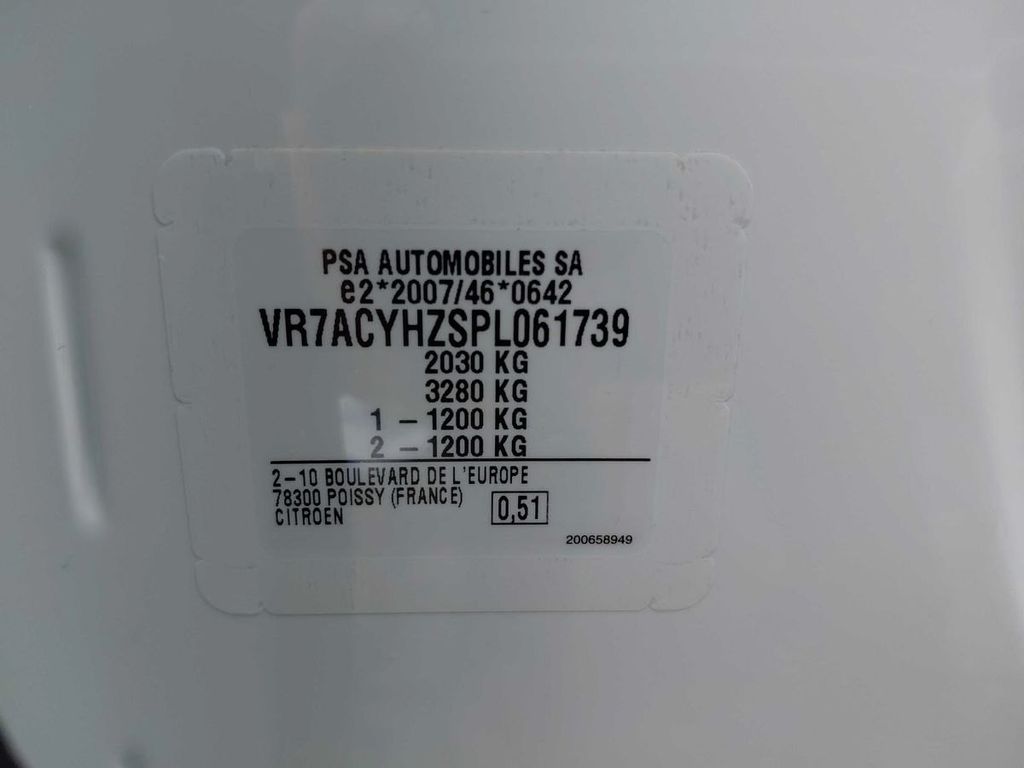 PSA AUTOMOBILES SA
e2*2007/46*0642
VR7ACYHZSPL061739
2030 KG
3280 KG
1 – 1200 KG
2 – 1200 KG
2–10 BOULEVARD DE L'EUROPE
78300 POISSY (FRANCE)
CITROEN
0,51
200658949